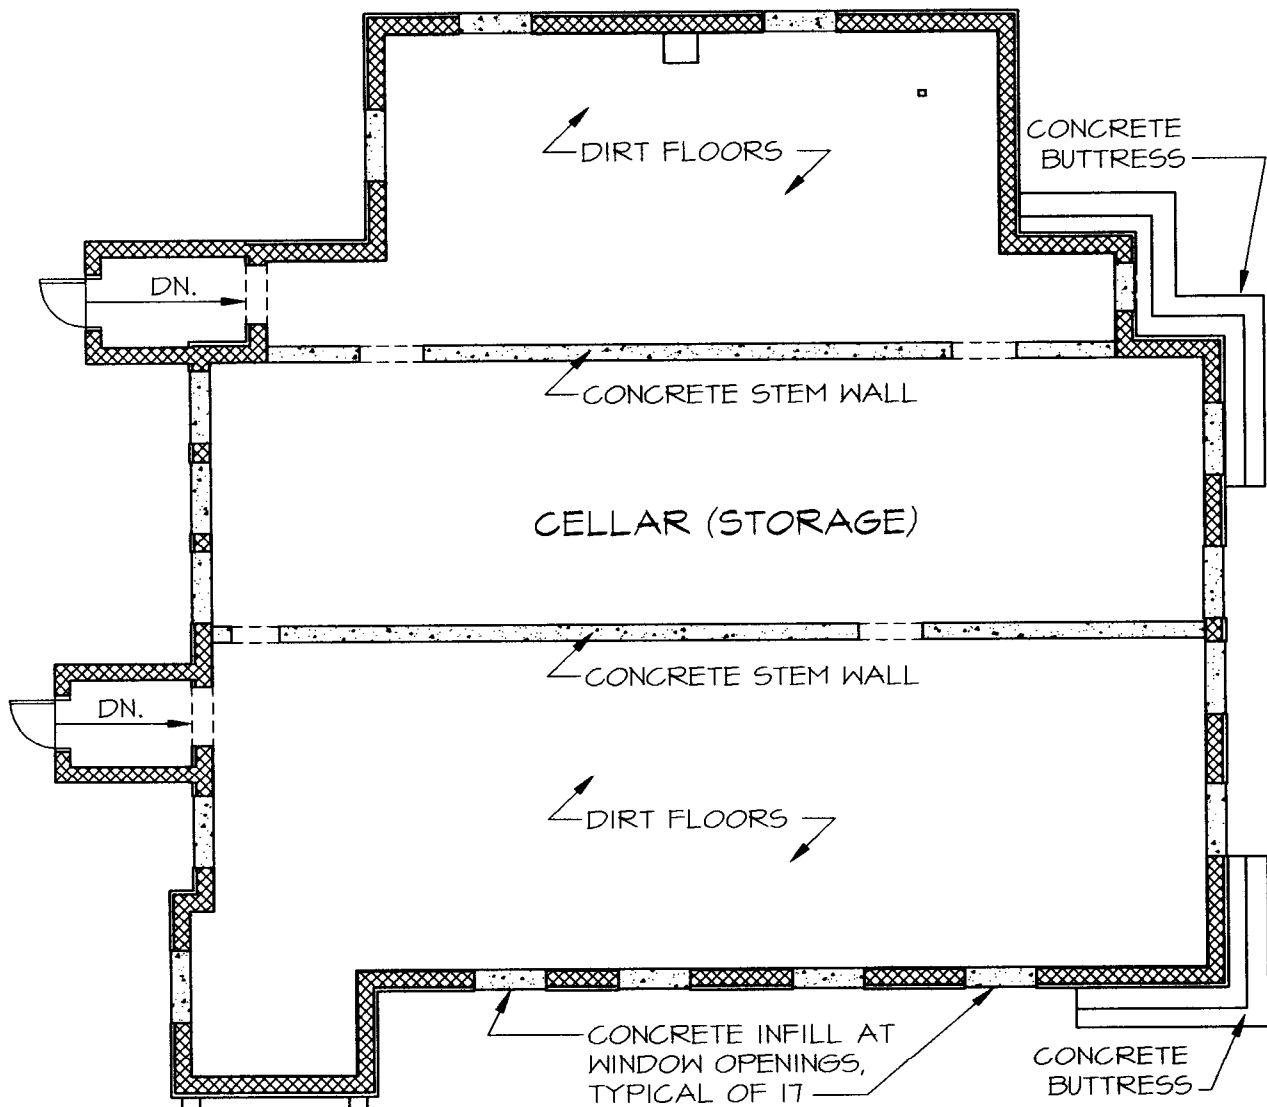 DIRT FLOORS
CONCRETE
BUTTRESS
DN.
CONCRETE STEM WALL
CELLAR (STORAGE)
CONCRETE STEM WALL
DN.
DIRT FLOORS
CONCRETE INFILL AT
WINDOW OPENINGS,
TYPICAL OF 17
CONCRETE
BUTTRESS